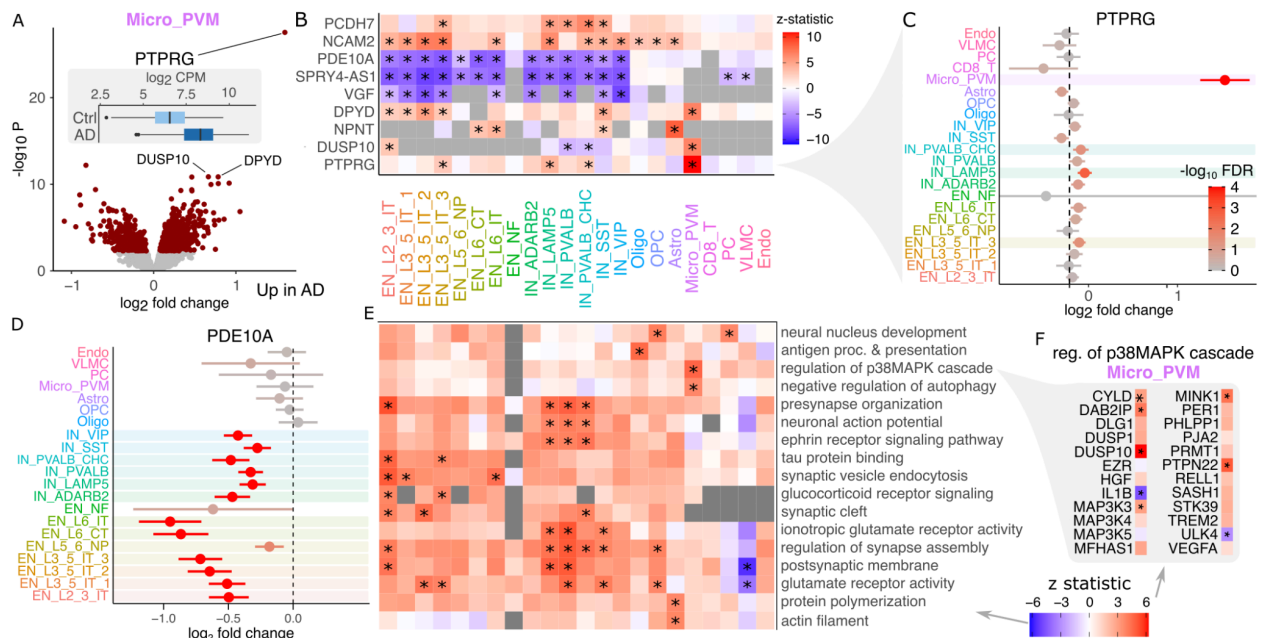 A
Micro_PVM
PTPRG
log2 CPM
2.5 5 7.5 10
Ctrl
AD
DUSP10
DPYD
-log10 P
20
10
0
-1 0 1
log2 fold change
Up in AD
B
PCDH7
NCAM2
PDE10A
SPRY4-AS1
VGF
DPYD
NPNT
DUSP10
PTPRG
z-statistic
10
5
0
-5
-10
EN_L2_3_IT
EN_L3_5_IT_1
EN_L3_5_IT_2
EN_L3_5_IT_3
EN_L5_6_NP
EN_L6_CT
EN_L6_IT
EN_NF
IN_ADARB2
IN_LAMP5
IN_PVALB
IN_PVALB_CHC
IN_SST
IN_VIP
Oligo
OPC
Astro
Micro_PVM
CD8_T
PC
VLMC
Endo
C
PTPRG
Endo
VLMC
PC
CD8_T
Micro_PVM
Astro
OPC
Oligo
IN_VIP
IN_SST
IN_PVALB_CHC
IN_PVALB
IN_LAMP5
IN_ADARB2
EN_NF
EN_L6_IT
EN_L6_CT
EN_L5_6_NP
EN_L3_5_IT_3
EN_L3_5_IT_2
EN_L3_5_IT_1
EN_L2_3_IT
-log10 FDR
4
3
2
1
0
0 1
log2 fold change
D
PDE10A
Endo
VLMC
PC
Micro_PVM
Astro
OPC
Oligo
IN_VIP
IN_SST
IN_PVALB_CHC
IN_PVALB
IN_LAMP5
IN_ADARB2
EN_NF
EN_L6_IT
EN_L6_CT
EN_L5_6_NP
EN_L3_5_IT_3
EN_L3_5_IT_2
EN_L3_5_IT_1
EN_L2_3_IT
-1.0 -0.5 0.0
log2 fold change
E
neural nucleus development
antigen proc. & presentation
regulation of p38MAPK cascade
negative regulation of autophagy
presynapse organization
neuronal action potential
ephrin receptor signaling pathway
tau protein binding
synaptic vesicle endocytosis
glucocorticoid receptor signaling
synaptic cleft
ionotropic glutamate receptor activity
regulation of synapse assembly
postsynaptic membrane
glutamate receptor activity
protein polymerization
actin filament
F
reg. of p38MAPK cascade
Micro_PVM
CYLD
DAB2IP
DLG1
DUSP1
DUSP10
EZR
HGF
IL1B
MAP3K3
MAP3K4
MAP3K5
MFHAS1
MINK1
PER1
PHLPP1
PJA2
PRMT1
PTPN22
RELL1
SASH1
STK39
TREM2
ULK4
VEGFA
z statistic
-6 -3 0 3 6